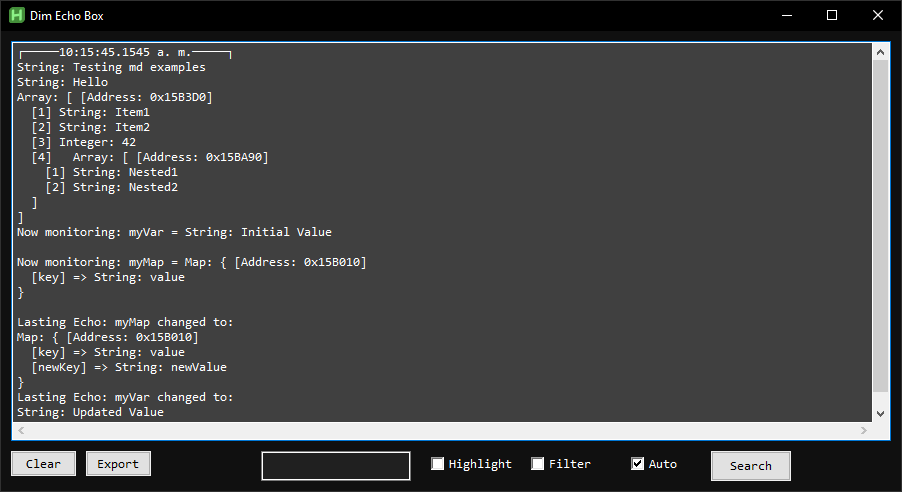 Dim Echo Box
┌─────10:15:45.1545 a. m.─────┐
String: Testing md examples
String: Hello
Array: [ [Address: 0x15B3D0]
  [1] String: Item1
  [2] String: Item2
  [3] Integer: 42
  [4]   Array: [ [Address: 0x15BA90]
    [1] String: Nested1
    [2] String: Nested2
  ]
]
Now monitoring: myVar = String: Initial Value

Now monitoring: myMap = Map: { [Address: 0x15B010]
  [key] => String: value
}

Lasting Echo: myMap changed to:
Map: { [Address: 0x15B010]
  [key] => String: value
  [newKey] => String: newValue
}
Lasting Echo: myVar changed to:
String: Updated Value
Clear Export Highlight Filter Auto Search